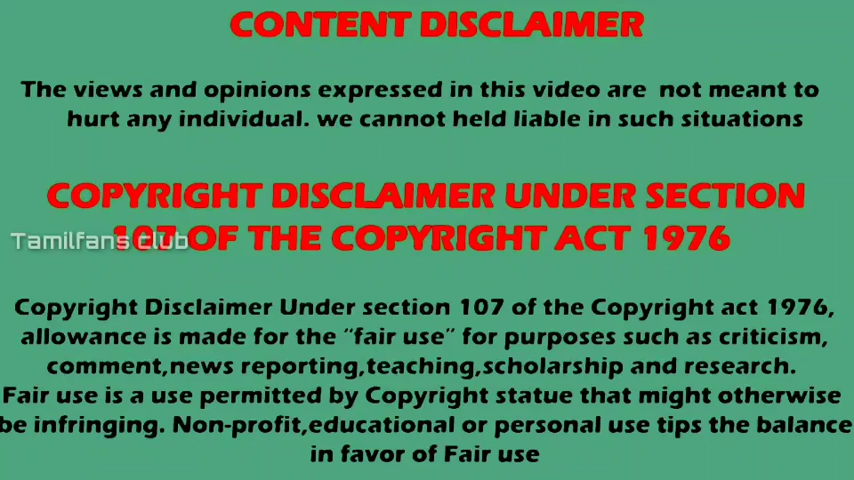 CONTENT DISCLAIMER
The views and opinions expressed in this video are not meant to
hurt any individual. we cannot held liable in such situations
COPYRIGHT DISCLAIMER UNDER SECTION
107 OF THE COPYRIGHT ACT 1976
Tamilfans club
Copyright Disclaimer Under section 107 of the Copyright act 1976,
allowance is made for the "fair use" for purposes such as criticism,
comment,news reporting,teaching,scholarship and research.
Fair use is a use permitted by Copyright statue that might otherwise
be infringing. Non-profit,educational or personal use tips the balance
in favor of Fair use